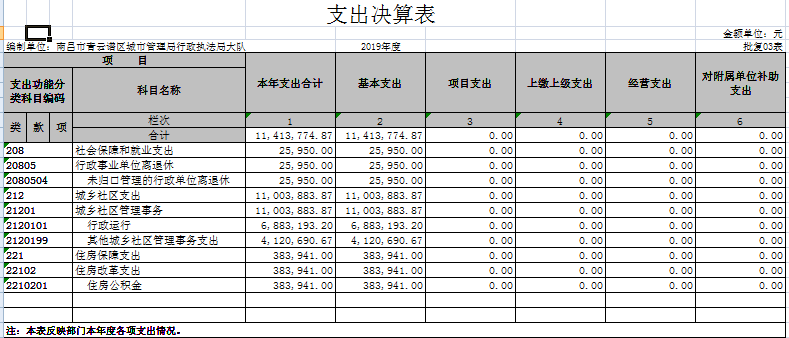 支出决算表
金额单位：元
编制单位：南昌市青云谱区城市管理局行政执法局大队 2019年度 批复03表
项 目 本年支出合计 基本支出 项目支出 上缴上级支出 经营支出 对附属单位补助支出
支出功能分类科目编码 科目名称
类 款 项 栏次 1 2 3 4 5 6
合计 11,413,774.87 11,413,774.87 0.00 0.00 0.00 0.00
208 社会保障和就业支出 25,950.00 25,950.00 0.00 0.00 0.00 0.00
20805 行政事业单位离退休 25,950.00 25,950.00 0.00 0.00 0.00 0.00
2080504 未归口管理的行政单位离退休 25,950.00 25,950.00 0.00 0.00 0.00 0.00
212 城乡社区支出 11,003,883.87 11,003,883.87 0.00 0.00 0.00 0.00
21201 城乡社区管理事务 11,003,883.87 11,003,883.87 0.00 0.00 0.00 0.00
2120101 行政运行 6,883,193.20 6,883,193.20 0.00 0.00 0.00 0.00
2120199 其他城乡社区管理事务支出 4,120,690.67 4,120,690.67 0.00 0.00 0.00 0.00
221 住房保障支出 383,941.00 383,941.00 0.00 0.00 0.00 0.00
22102 住房改革支出 383,941.00 383,941.00 0.00 0.00 0.00 0.00
2210201 住房公积金 383,941.00 383,941.00 0.00 0.00 0.00 0.00
注：本表反映部门本年度各项支出情况。